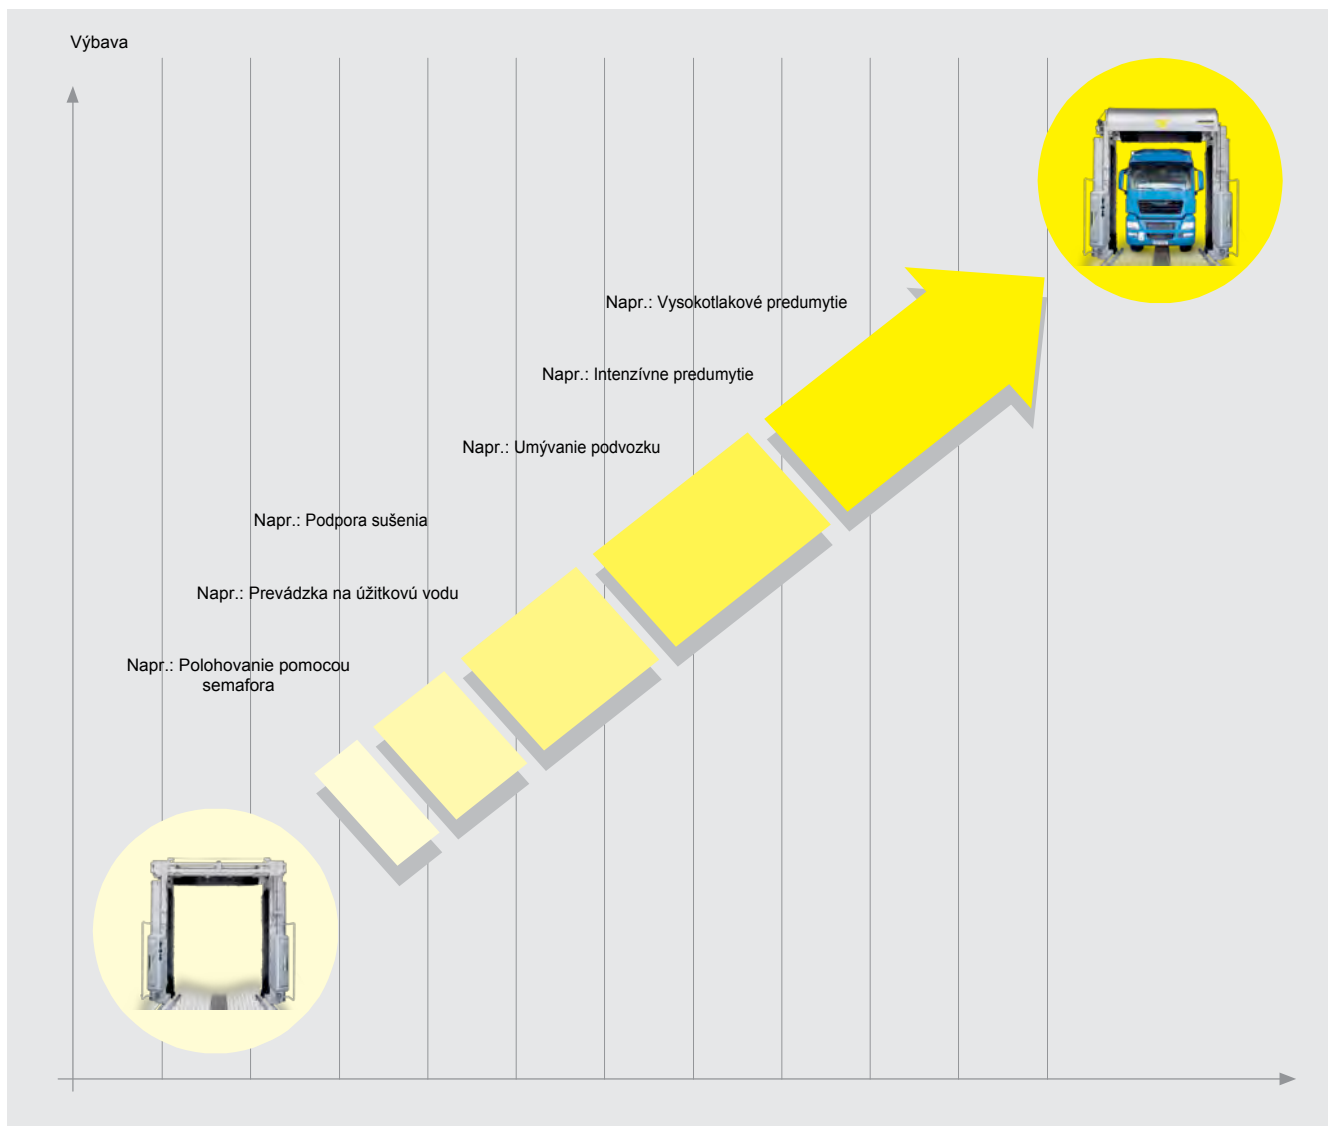 Výbava
Napr.: Vysokotlakové predumytie
Napr.: Intenzívne predumytie
Napr.: Umývanie podvozku
Napr.: Podpora sušenia
Napr.: Prevádzka na úžitkovú vodu
Napr.: Polohovanie pomocou
semafora